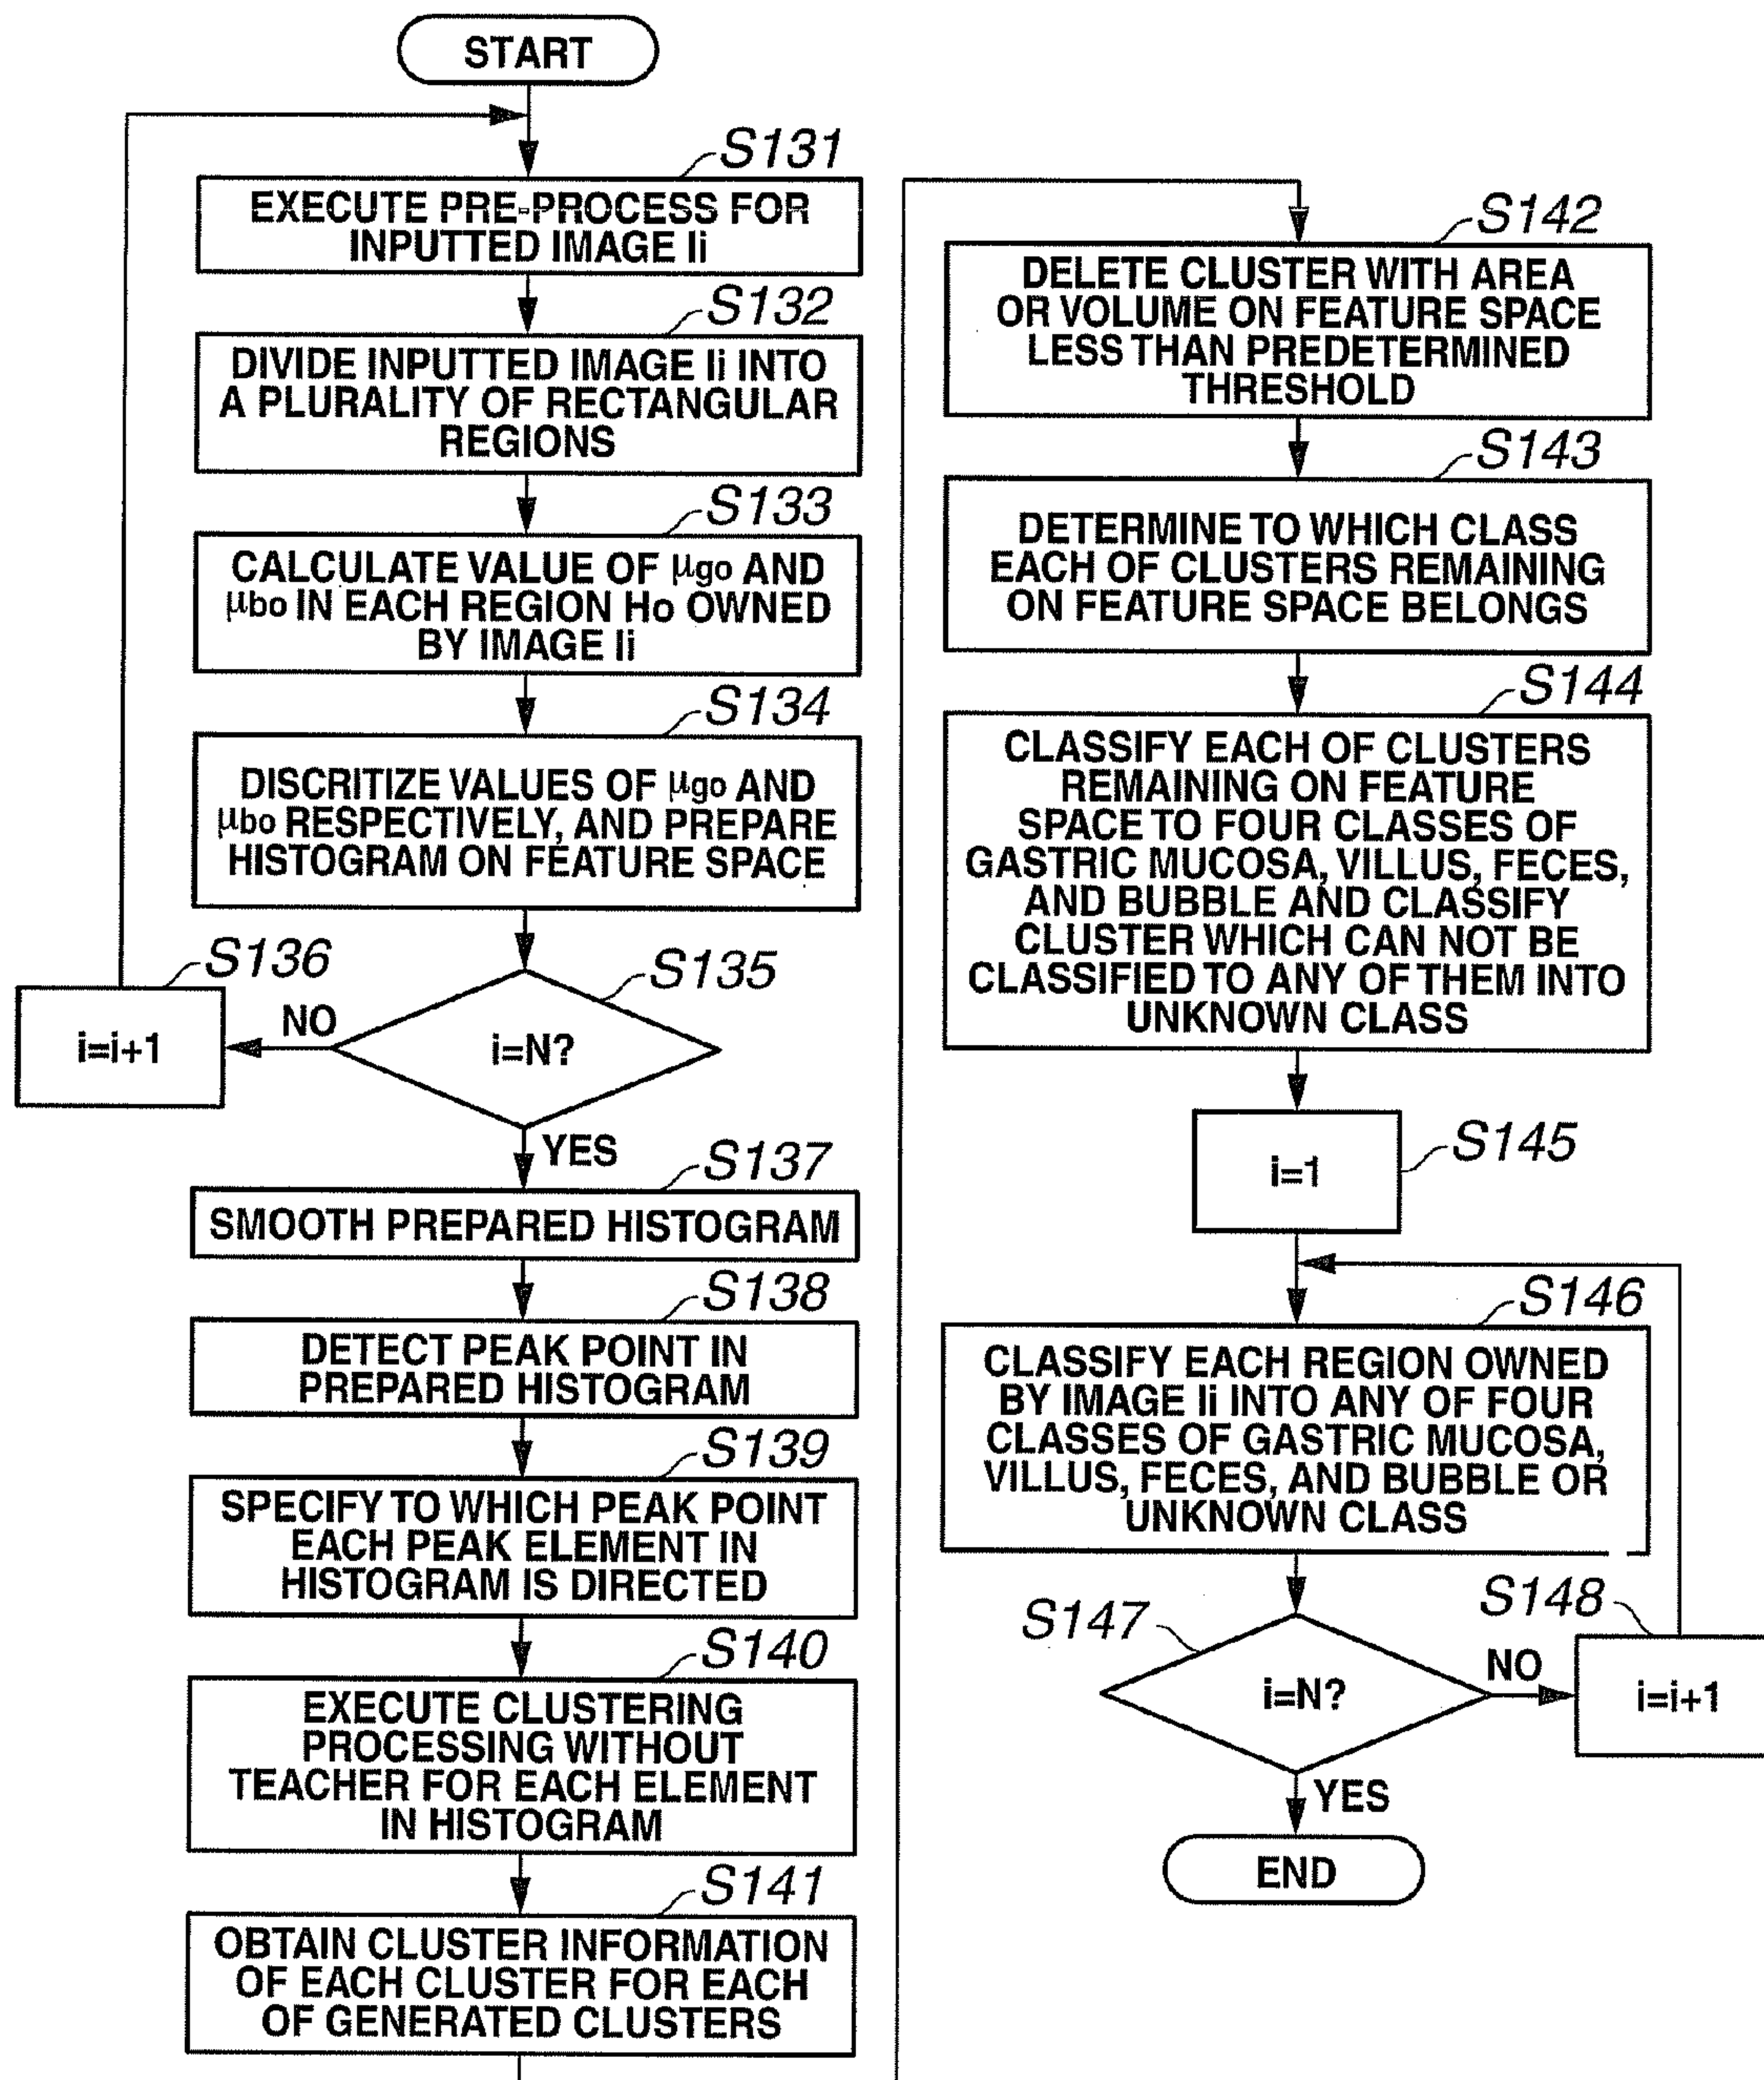 START
S131
EXECUTE PRE-PROCESS FOR
INPUTTED IMAGE Ii
S132
DIVIDE INPUTTED IMAGE Ii INTO
A PLURALITY OF RECTANGULAR
REGIONS
S133
CALCULATE VALUE OF μgo AND
μbo IN EACH REGION Ho OWNED
BY IMAGE Ii
S134
DISCRITIZE VALUES OF μgo AND
μbo RESPECTIVELY, AND PREPARE
HISTOGRAM ON FEATURE SPACE
S136
S135
i=i+1
NO
i=N?
YES
S137
SMOOTH PREPARED HISTOGRAM
S138
DETECT PEAK POINT IN
PREPARED HISTOGRAM
S139
SPECIFY TO WHICH PEAK POINT
EACH PEAK ELEMENT IN
HISTOGRAM IS DIRECTED
S140
EXECUTE CLUSTERING
PROCESSING WITHOUT
TEACHER FOR EACH ELEMENT
IN HISTOGRAM
S141
OBTAIN CLUSTER INFORMATION
OF EACH CLUSTER FOR EACH
OF GENERATED CLUSTERS
S142
DELETE CLUSTER WITH AREA
OR VOLUME ON FEATURE SPACE
LESS THAN PREDETERMINED
THRESHOLD
S143
DETERMINE TO WHICH CLASS
EACH OF CLUSTERS REMAINING
ON FEATURE SPACE BELONGS
S144
CLASSIFY EACH OF CLUSTERS
REMAINING ON FEATURE
SPACE TO FOUR CLASSES OF
GASTRIC MUCOSA, VILLUS, FECES,
AND BUBBLE AND CLASSIFY
CLUSTER WHICH CAN NOT BE
CLASSIFIED TO ANY OF THEM INTO
UNKNOWN CLASS
S145
i=1
S146
CLASSIFY EACH REGION OWNED
BY IMAGE Ii INTO ANY OF FOUR
CLASSES OF GASTRIC MUCOSA,
VILLUS, FECES, AND BUBBLE OR
UNKNOWN CLASS
S147
S148
i=N?
NO
i=i+1
YES
END